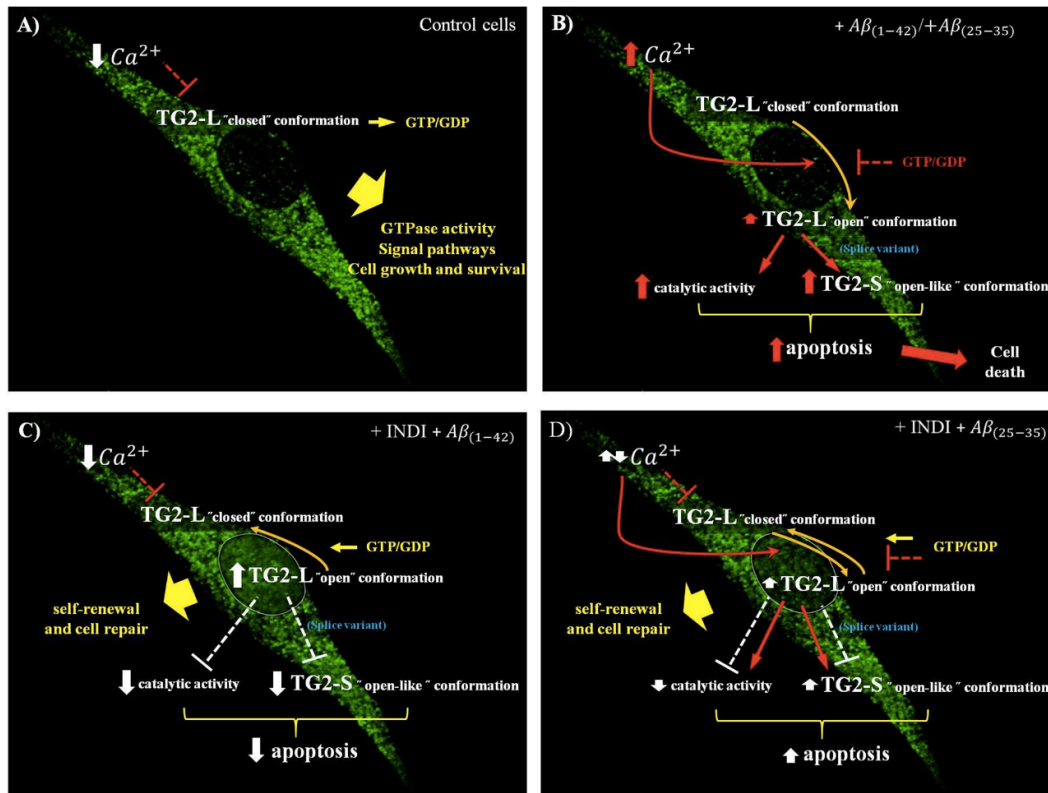 A)
Control cells
Ca²⁺
TG2-L "closed" conformation
GTP/GDP
GTPase activity
Signal pathways
Cell growth and survival
B)
+ Aβ₍₁₋₄₂₎/+Aβ₍₂₅₋₃₅₎
Ca²⁺
TG2-L "closed" conformation
GTP/GDP
TG2-L "open" conformation
(Splice variant)
catalytic activity
TG2-S "open-like " conformation
apoptosis
Cell
death
C)
+ INDI + Aβ₍₁₋₄₂₎
Ca²⁺
TG2-L "closed" conformation
GTP/GDP
TG2-L "open" conformation
self-renewal
and cell repair
(Splice variant)
catalytic activity
TG2-S " open-like " conformation
apoptosis
D)
+ INDI + Aβ₍₂₅₋₃₅₎
Ca²⁺
TG2-L "closed" conformation
GTP/GDP
TG2-L "open" conformation
self-renewal
and cell repair
(Splice variant)
catalytic activity
TG2-S " open-like " conformation
apoptosis